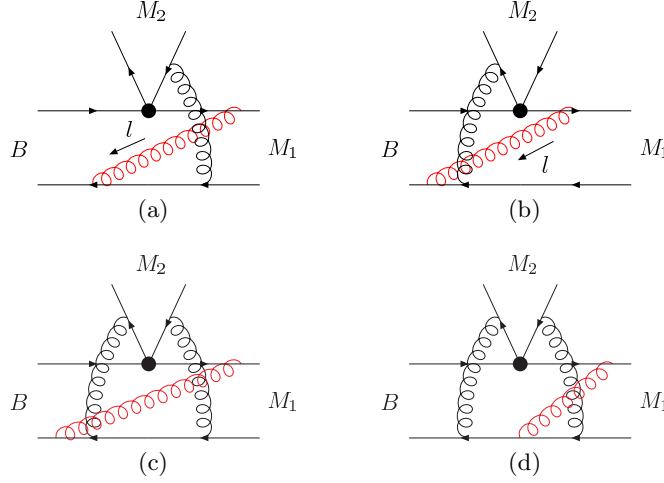 M₂ M₂
B l M₁ B l M₁
(a) (b)
M₂ M₂
B M₁ B M₁
(c) (d)